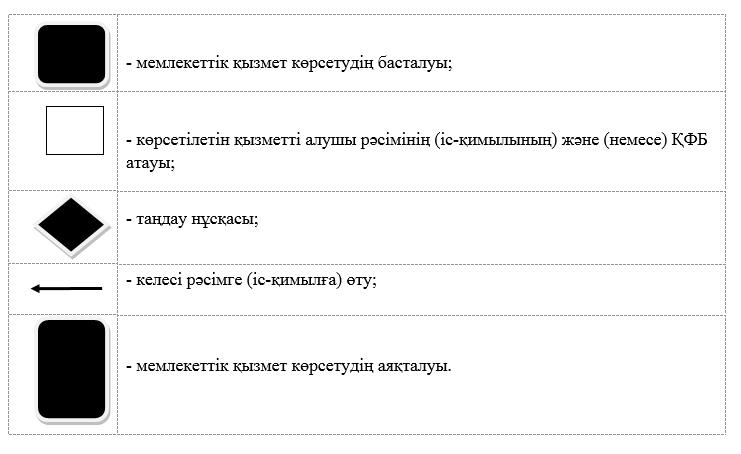 - мемлекеттік қызмет көрсетудің басталуы;
- көрсетілетін қызметті алушы рәсімінің (іс-қимылының) және (немесе) ҚФБ
атауы;
- таңдау нұсқасы;
- келесі рәсімге (іс-қимылға) өту;
- мемлекеттік қызмет көрсетудің аяқталуы.